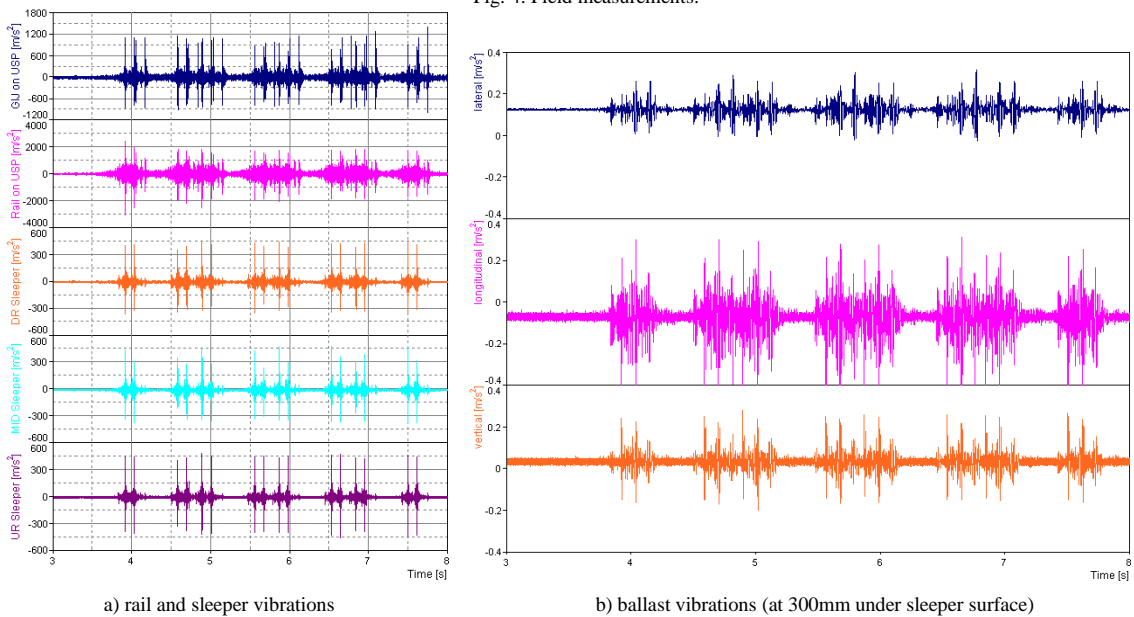 Fig. 4. Field measurements.
1800
1200
600
0
-600
-1200
GIJ on USP [m/s²]
4000
2000
0
-2000
-4000
Rail on USP [m/s²]
600
300
0
-300
-600
DR Sleeper [m/s²]
600
300
0
-300
-600
MID Sleeper [m/s²]
600
300
0
-300
-600
UR Sleeper [m/s²]
3 4 5 6 7 8
Time [s]
a) rail and sleeper vibrations
0.4
0.2
0
-0.2
-0.4
lateral [m/s²]
0.2
0
-0.2
-0.4
longitudinal [m/s²]
0.4
0.2
0
-0.2
-0.4
vertical [m/s²]
3 4 5 6 7 8
Time [s]
b) ballast vibrations (at 300mm under sleeper surface)